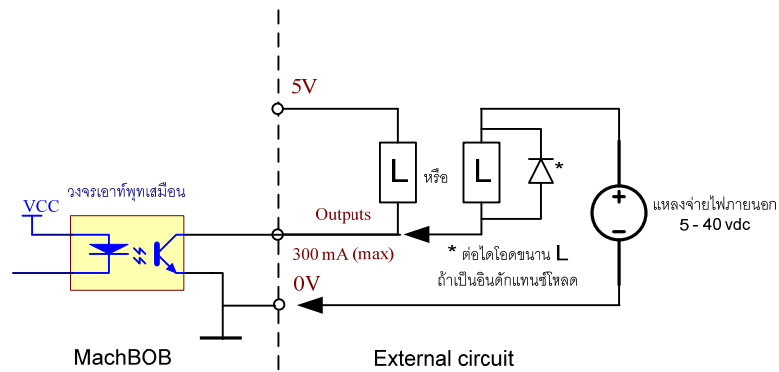 5V
L
หรือ
L
*
วงจรเอาท์พุทเสมือน
VCC
Outputs
300 mA (max)
แหลงจ่ายไฟภายนอก
5 - 40 vdc
* ต่อไดโอดขนาน L
ถ้าเป็นอินดักแทนซ์โหลด
0V
MachBOB
External circuit